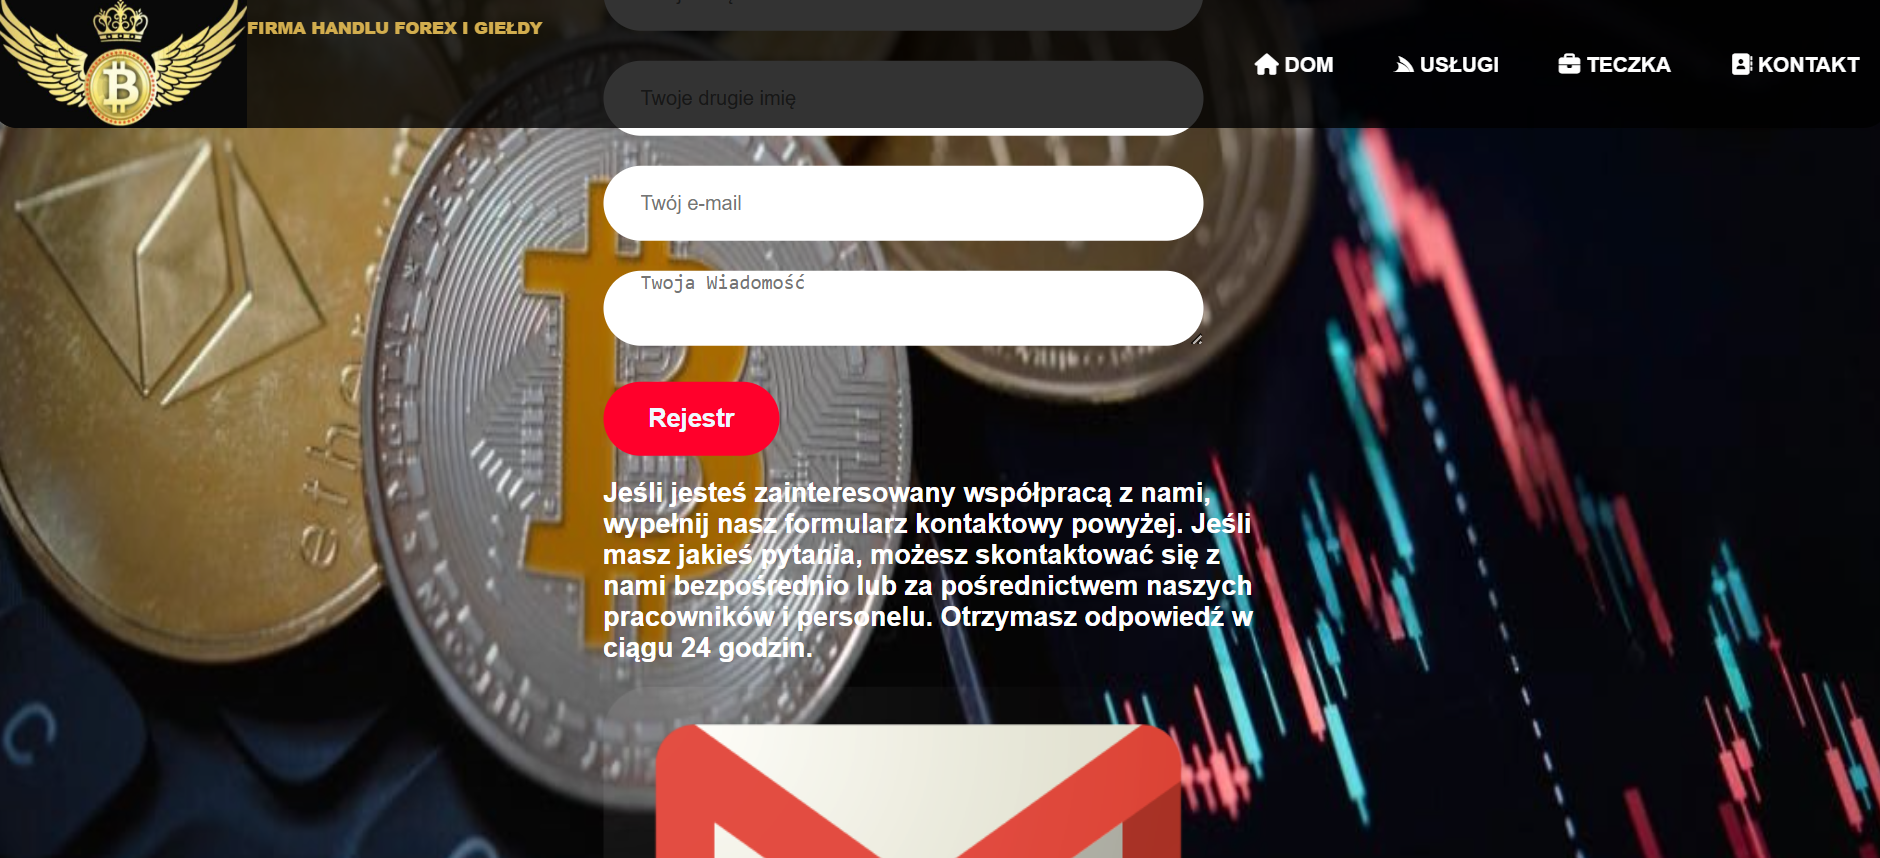 FIRMA HANDLU FOREX I GIEŁDY
DOM
USŁUGI
TECZKA
KONTAKT
Twoje drugie imię
Twój e-mail
Twoja Wiadomość
Rejestr
Jeśli jesteś zainteresowany współpracą z nami,
wypełnij nasz formularz kontaktowy powyżej. Jeśli
masz jakieś pytania, możesz skontaktować się z
nami bezpośrednio lub za pośrednictwem naszych
pracowników i personelu. Otrzymasz odpowiedź w
ciągu 24 godzin.